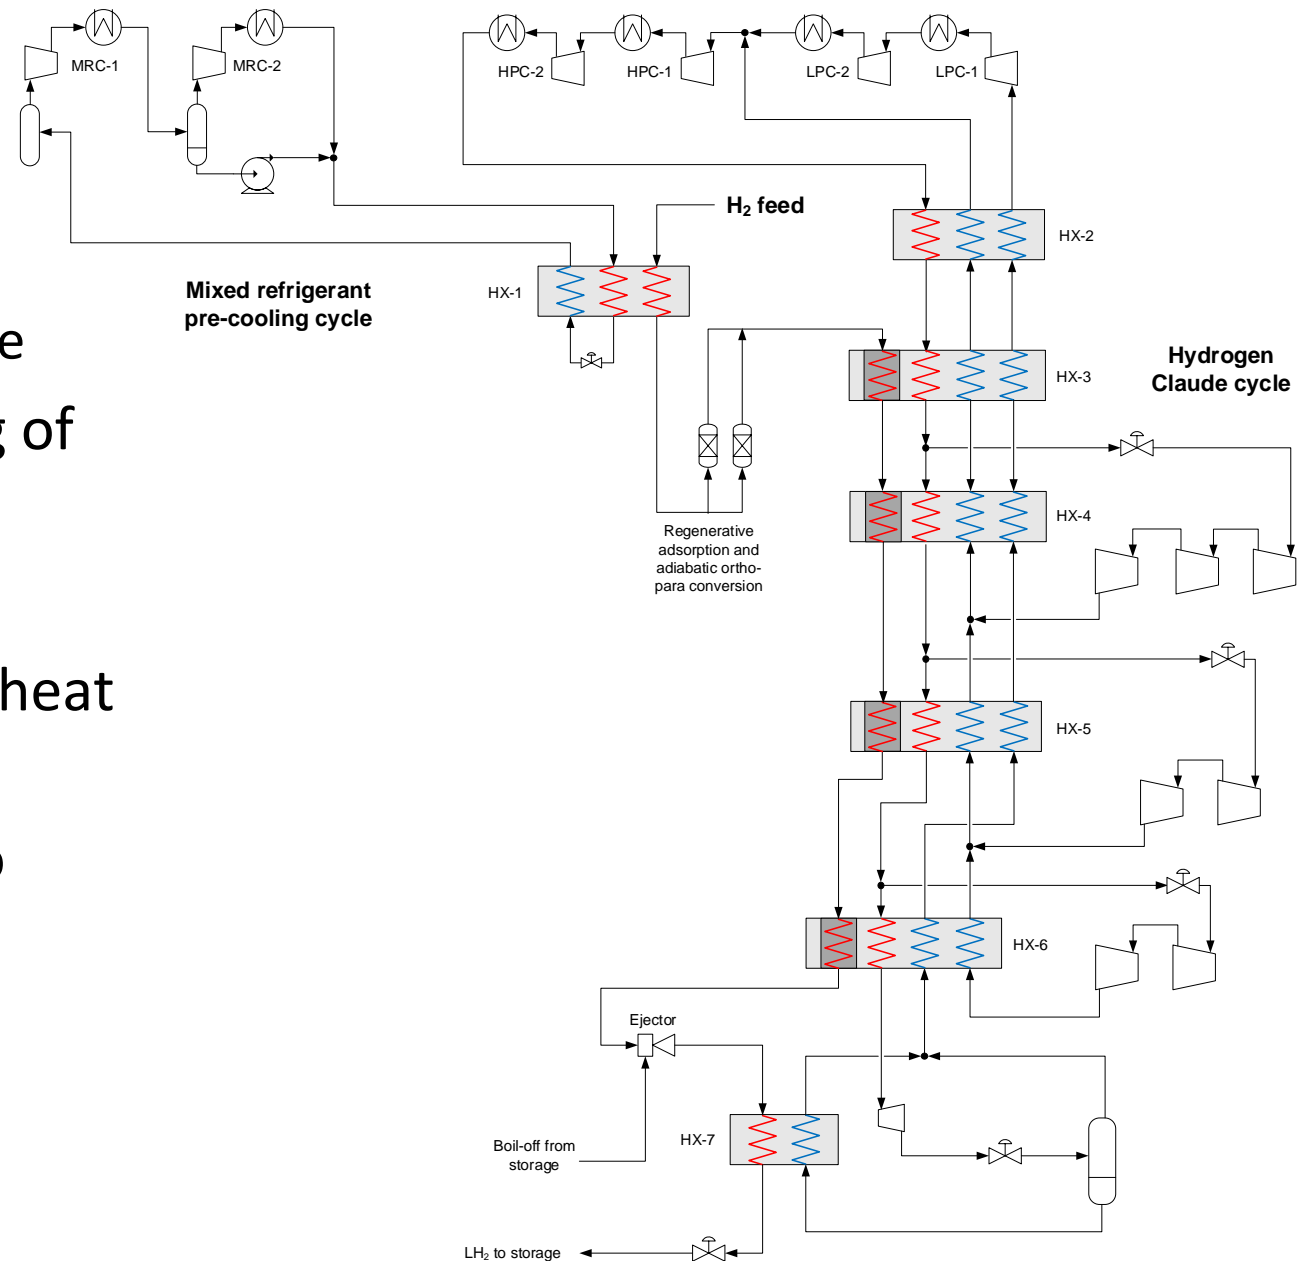 MRC-1
MRC-2
HPC-2
HPC-1
LPC-2
LPC-1
H₂ feed
HX-2
HX-1
Mixed refrigerant
pre-cooling cycle
e
HX-3
Hydrogen
Claude cycle
g of
HX-4
Regenerative
adsorption and
adiabatic ortho-
para conversion
heat
HX-5
HX-6
Ejector
HX-7
Boil-off from
storage
LH₂ to storage